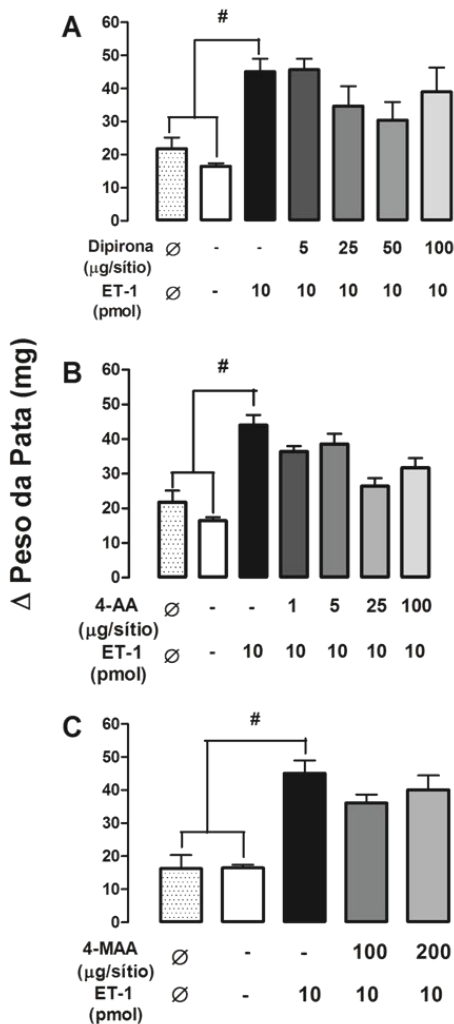 Δ Peso da Pata (mg)
A
#
60
50
40
30
20
10
0
Dipirona ∅ - - 5 25 50 100
(μg/sítio)
ET-1 ∅ - 10 10 10 10 10
(pmol)
B
#
60
50
40
30
20
10
0
4-AA ∅ - - 1 5 25 100
(μg/sítio)
ET-1 ∅ - 10 10 10 10 10
(pmol)
C
#
60
50
40
30
20
10
0
4-MAA ∅ - - 100 200
(μg/sítio)
ET-1 ∅ - 10 10 10
(pmol)